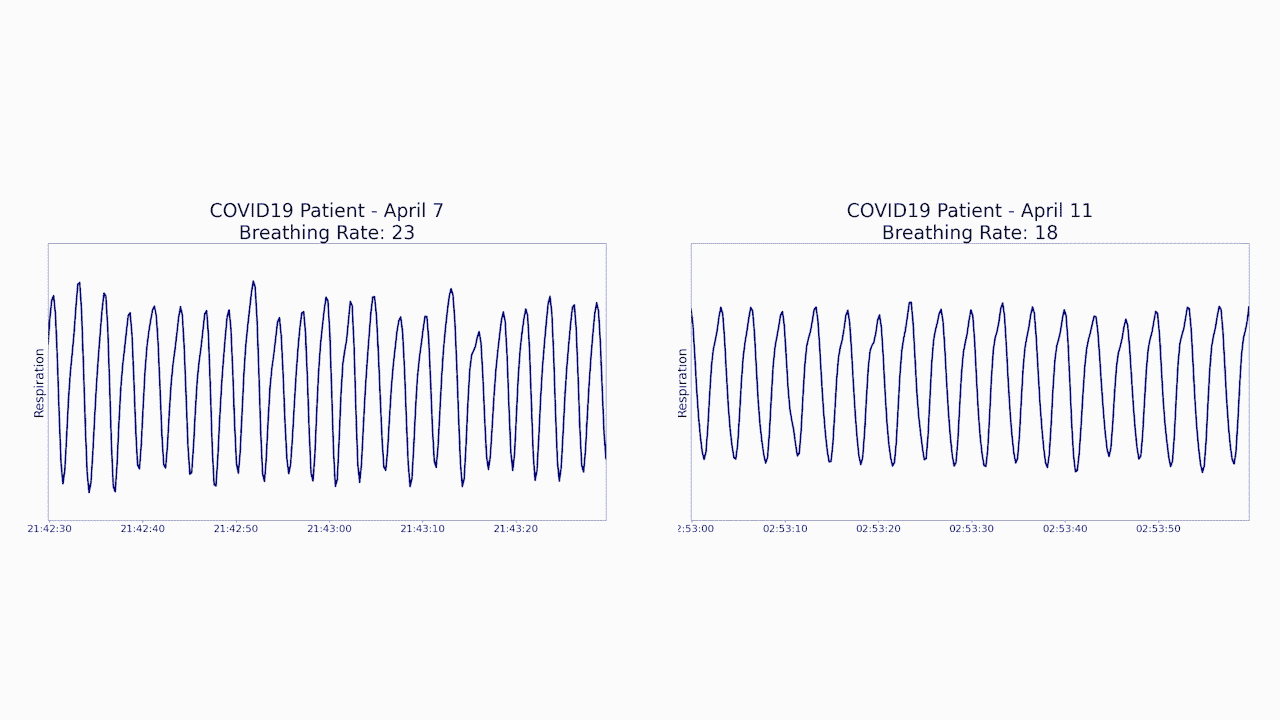 COVID19 Patient - April 7
Breathing Rate: 23
Respiration
21:42:30 21:42:40 21:42:50 21:43:00 21:43:10 21:43:20
COVID19 Patient - April 11
Breathing Rate: 18
Respiration
:53:00 02:53:10 02:53:20 02:53:30 02:53:40 02:53:50